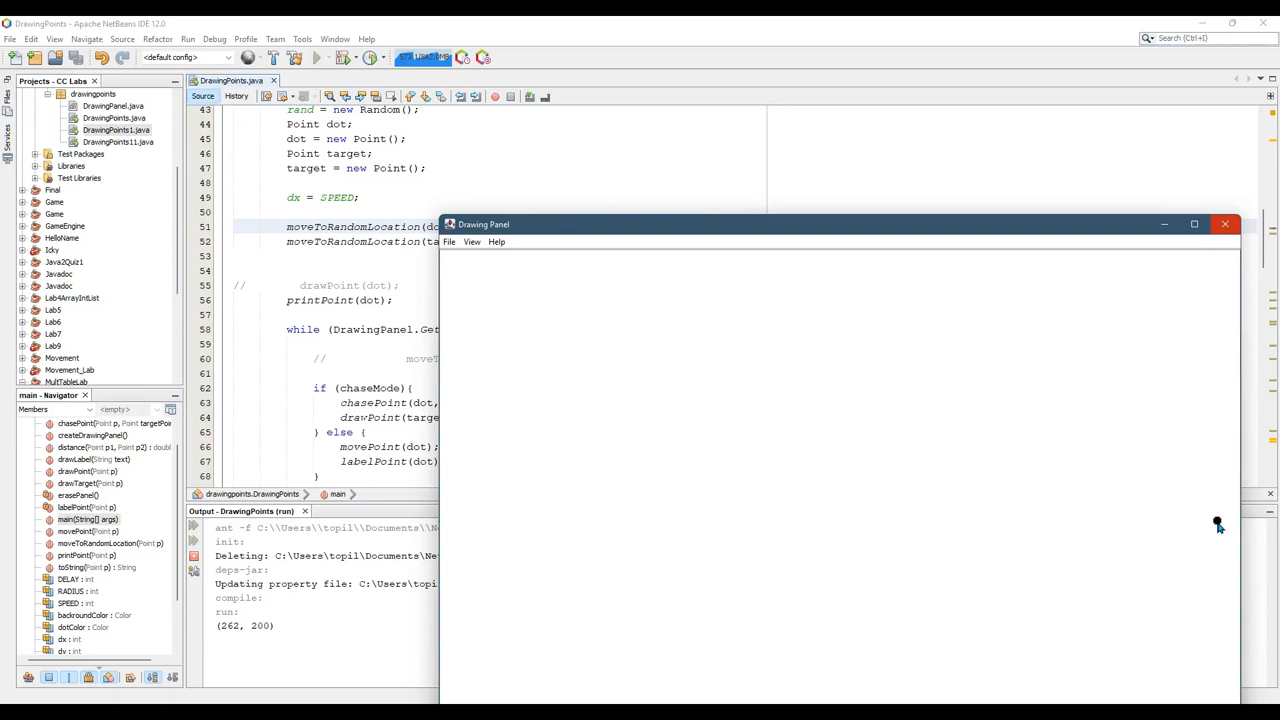 DrawingPoints - Apache NetBeans IDE 12.0
File Edit View Navigate Source Refactor Run Debug Profile Team Tools Window Help
Search (Ctrl+I)
<default config>
Projects - CC Labs
DrawingPoints.java
Source History
drawingpoints
DrawingPanel.java
DrawingPoints.java
DrawingPoints1.java
DrawingPoints11.java
Test Packages
Libraries
Test Libraries
Final
Game
Game
GameEngine
HelloName
Icky
Java2Quiz1
Javadoc
Javadoc
Lab4ArrayIntList
Lab5
Lab6
Lab7
Lab9
Movement
Movement_Lab
MultTableLab
43 rand = new Random();
44 Point dot;
45 dot = new Point();
46 Point target;
47 target = new Point();
48
49 dx = SPEED;
50
51 moveToRandomLocation(do
52 moveToRandomLocation(ta
53
54
55 // drawPoint(dot);
56 printPoint(dot);
57
58 while (DrawingPanel.Get
59
60 // moveT
61
62 if (chaseMode){
63 chasePoint(dot,
64 drawPoint(targe
65 } else {
66 movePoint(dot);
67 labelPoint(dot)
68 }
drawingpoints.DrawingPoints main
main - Navigator
Members <empty>
chasePoint(Point p, Point targetPoin
createDrawingPanel()
distance(Point p1, Point p2) : doubl
drawLabel(String text)
drawPoint(Point p)
drawTarget(Point p)
erasePanel()
labelPoint(Point p)
main(String[] args)
movePoint(Point p)
moveToRandomLocation(Point p)
printPoint(Point p)
toString(Point p) : String
DELAY : int
RADIUS : int
SPEED : int
backroundColor : Color
dotColor : Color
dx : int
dy : int
Output - DrawingPoints (run)
ant -f C:\\Users\\topil\\Documents\\Ne
init:
Deleting: C:\Users\topil\Documents\Net
deps-jar:
Updating property file: C:\Users\topil
compile:
run:
(262, 200)
Drawing Panel
File View Help